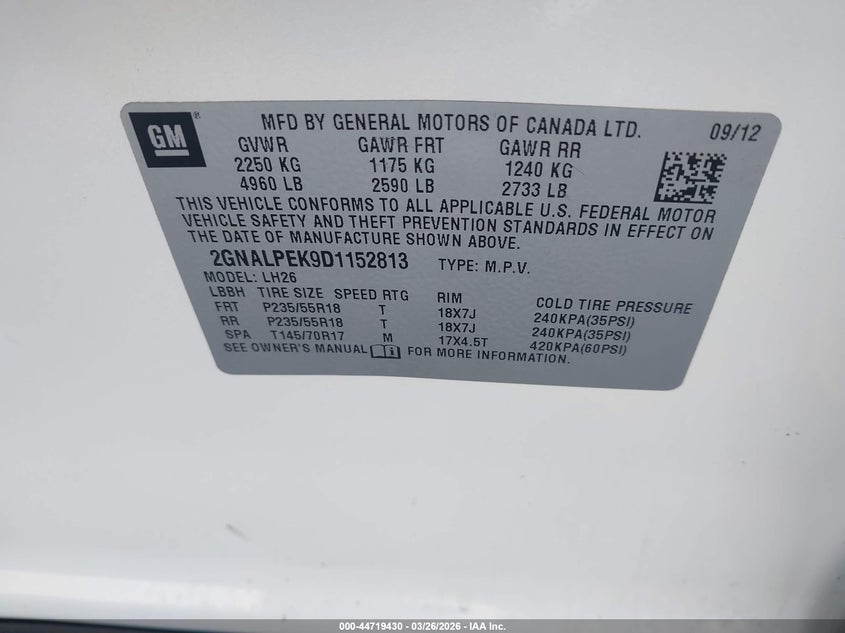 GM ®
MFD BY GENERAL MOTORS OF CANADA LTD. 09/12
GVWR GAWR FRT GAWR RR
2250 KG 1175 KG 1240 KG
4960 LB 2590 LB 2733 LB
THIS VEHICLE CONFORMS TO ALL APPLICABLE U.S. FEDERAL MOTOR
VEHICLE SAFETY AND THEFT PREVENTION STANDARDS IN EFFECT ON
THE DATE OF MANUFACTURE SHOWN ABOVE.
2GNALPEK9D1152813 TYPE: M.P.V.
MODEL: LH26
LBBH TIRE SIZE SPEED RTG RIM COLD TIRE PRESSURE
FRT P235/55R18 T 18X7J 240KPA(35PSI)
RR P235/55R18 T 18X7J 240KPA(35PSI)
SPA T145/70R17 M 17X4.5T 420KPA(60PSI)
SEE OWNER'S MANUAL FOR MORE INFORMATION.
000-44719430 - 03/26/2026 - IAA Inc.